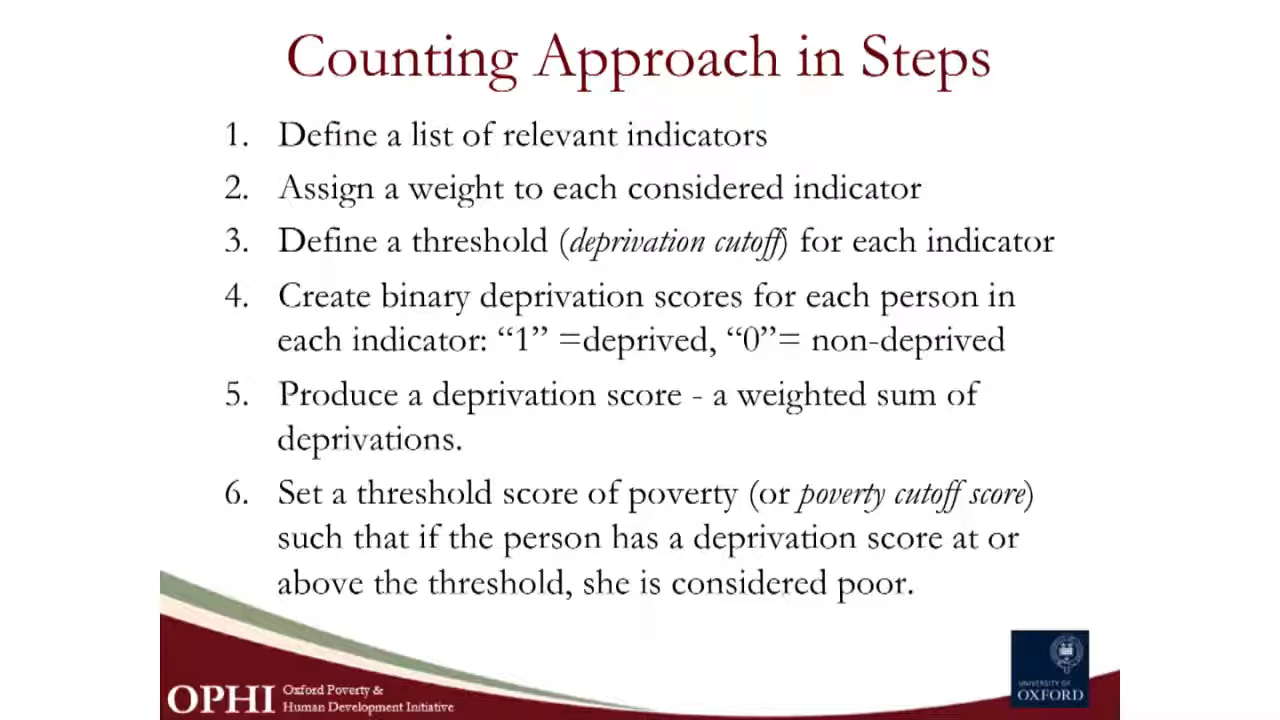 Counting Approach in Steps
1. Define a list of relevant indicators
2. Assign a weight to each considered indicator
3. Define a threshold (deprivation cutoff) for each indicator
4. Create binary deprivation scores for each person in
each indicator: “1” =deprived, “0”= non-deprived
5. Produce a deprivation score - a weighted sum of
deprivations.
6. Set a threshold score of poverty (or poverty cutoff score)
such that if the person has a deprivation score at or
above the threshold, she is considered poor.
OPHI Oxford Poverty &
Human Development Initiative
UNIVERSITY OF
OXFORD